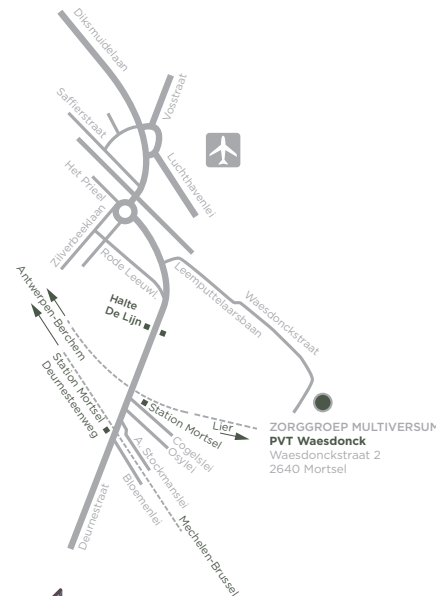 Diksmuidelaan
Vosstraat
Saffierstraat
Luchthavenlei
Het Prieel
Zilverbeeklaan
Rode Leeuwl.
Leemputtelaarsbaan
Waesdonckstraat
Antwerpen-Berchem
Halte
De Lijn
Station Mortsel
Deurnesteenweg
Station Mortsel
Lier
Cogelslei
Osylei
A. Stockmanslei
Bloemenlei
Deurnestraat
Mechelen-Brussel
ZORGGROEP MULTIVERSUM
PVT Waesdonck
Waesdonckstraat 2
2640 Mortsel